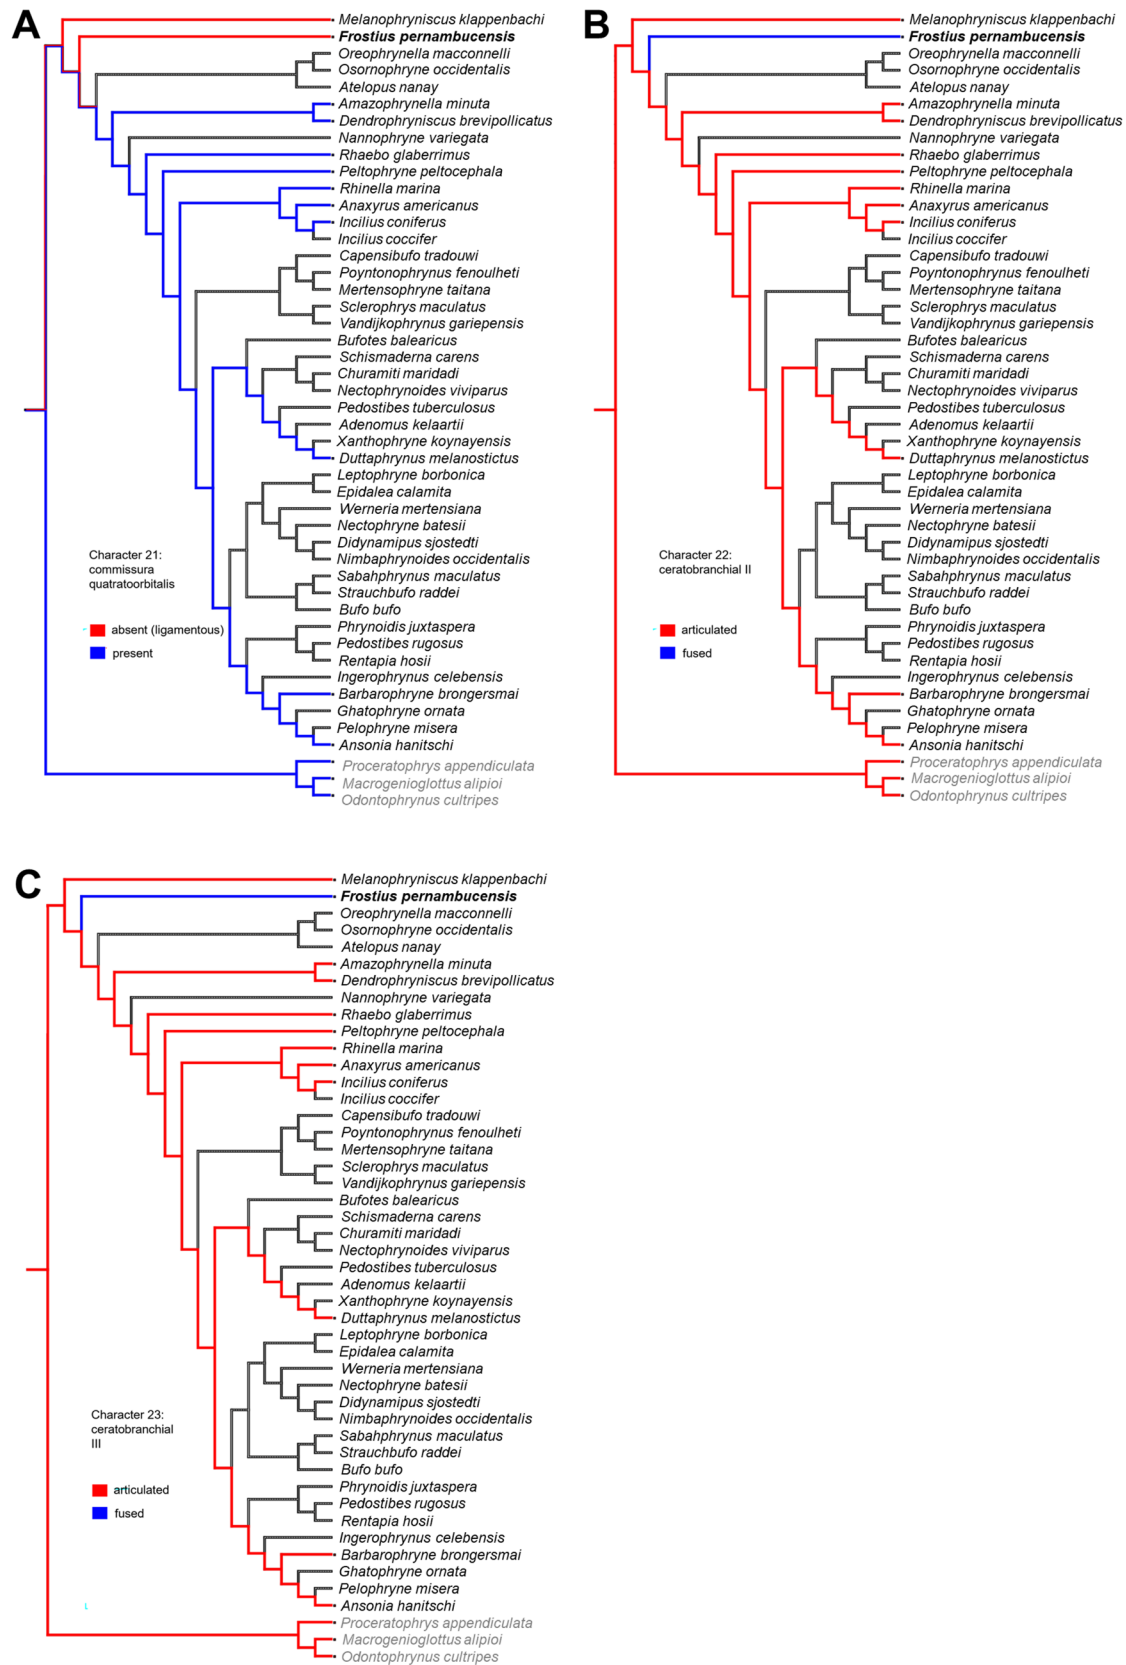 A
Melanophryniscus klappenbachi
Frostius pernambucensis
Oreophrynella macconnelli
Osornophryne occidentalis
Atelopus nanay
Amazophrynella minuta
Dendrophryniscus brevipollicatus
Nannophryne variegata
Rhaebo glaberrimus
Peltophryne peltocephala
Rhinella marina
Anaxyrus americanus
Incilius coniferus
Incilius coccifer
Capensibufo tradouwi
Poyntonophrynus fenoulheti
Mertensophryne taitana
Sclerophrys maculatus
Vandijkophrynus gariepensis
Bufotes balearicus
Schismaderna carens
Churamiti maridadi
Nectophrynoides viviparus
Pedostibes tuberculosus
Adenomus kelaartii
Xanthophryne koynayensis
Duttaphrynus melanostictus
Leptophryne borbonica
Epidalea calamita
Werneria mertensiana
Nectophryne batesii
Didynamipus sjostedti
Nimbaphrynoides occidentalis
Sabahphrynus maculatus
Strauchbufo raddei
Bufo bufo
Phrynoidis juxtaspera
Pedostibes rugosus
Rentapia hosii
Ingerophrynus celebensis
Barbarophryne brongersmai
Ghatophryne ornata
Pelophryne misera
Ansonia hanitschi
Proceratophrys appendiculata
Macrogenioglottus alipioi
Odontophrynus cultripes
Character 21:
commissura
quatratoorbitalis
absent (ligamentous)
present
B
Melanophryniscus klappenbachi
Frostius pernambucensis
Oreophrynella macconnelli
Osornophryne occidentalis
Atelopus nanay
Amazophrynella minuta
Dendrophryniscus brevipollicatus
Nannophryne variegata
Rhaebo glaberrimus
Peltophryne peltocephala
Rhinella marina
Anaxyrus americanus
Incilius coniferus
Incilius coccifer
Capensibufo tradouwi
Poyntonophrynus fenoulheti
Mertensophryne taitana
Sclerophrys maculatus
Vandijkophrynus gariepensis
Bufotes balearicus
Schismaderna carens
Churamiti maridadi
Nectophrynoides viviparus
Pedostibes tuberculosus
Adenomus kelaartii
Xanthophryne koynayensis
Duttaphrynus melanostictus
Leptophryne borbonica
Epidalea calamita
Werneria mertensiana
Nectophryne batesii
Didynamipus sjostedti
Nimbaphrynoides occidentalis
Sabahphrynus maculatus
Strauchbufo raddei
Bufo bufo
Phrynoidis juxtaspera
Pedostibes rugosus
Rentapia hosii
Ingerophrynus celebensis
Barbarophryne brongersmai
Ghatophryne ornata
Pelophryne misera
Ansonia hanitschi
Proceratophrys appendiculata
Macrogenioglottus alipioi
Odontophrynus cultripes
Character 22:
ceratobranchial II
articulated
fused
C
Melanophryniscus klappenbachi
Frostius pernambucensis
Oreophrynella macconnelli
Osornophryne occidentalis
Atelopus nanay
Amazophrynella minuta
Dendrophryniscus brevipollicatus
Nannophryne variegata
Rhaebo glaberrimus
Peltophryne peltocephala
Rhinella marina
Anaxyrus americanus
Incilius coniferus
Incilius coccifer
Capensibufo tradouwi
Poyntonophrynus fenoulheti
Mertensophryne taitana
Sclerophrys maculatus
Vandijkophrynus gariepensis
Bufotes balearicus
Schismaderna carens
Churamiti maridadi
Nectophrynoides viviparus
Pedostibes tuberculosus
Adenomus kelaartii
Xanthophryne koynayensis
Duttaphrynus melanostictus
Leptophryne borbonica
Epidalea calamita
Werneria mertensiana
Nectophryne batesii
Didynamipus sjostedti
Nimbaphrynoides occidentalis
Sabahphrynus maculatus
Strauchbufo raddei
Bufo bufo
Phrynoidis juxtaspera
Pedostibes rugosus
Rentapia hosii
Ingerophrynus celebensis
Barbarophryne brongersmai
Ghatophryne ornata
Pelophryne misera
Ansonia hanitschi
Proceratophrys appendiculata
Macrogenioglottus alipioi
Odontophrynus cultripes
Character 23:
ceratobranchial
III
articulated
fused